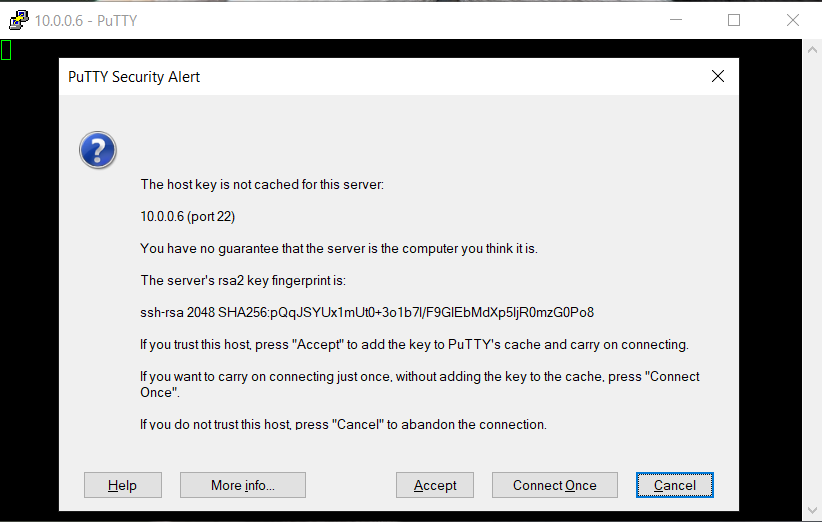 10.0.0.6 - PuTTY
PuTTY Security Alert
The host key is not cached for this server:
10.0.0.6 (port 22)
You have no guarantee that the server is the computer you think it is.
The server's rsa2 key fingerprint is:
ssh-rsa 2048 SHA256:pQqJSYUx1mUt0+3o1b7l/F9GlEbMdXp5ljR0mzG0Po8
If you trust this host, press "Accept" to add the key to PuTTY's cache and carry on connecting.
If you want to carry on connecting just once, without adding the key to the cache, press "Connect
Once".
If you do not trust this host, press "Cancel" to abandon the connection.
Help
More info...
Accept
Connect Once
Cancel